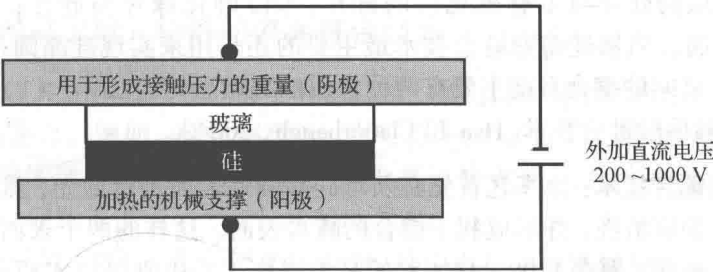 用于形成接触压力的重量（阴极）
玻璃
硅
加热的机械支撑（阳极）
外加直流电压
200~1000 V